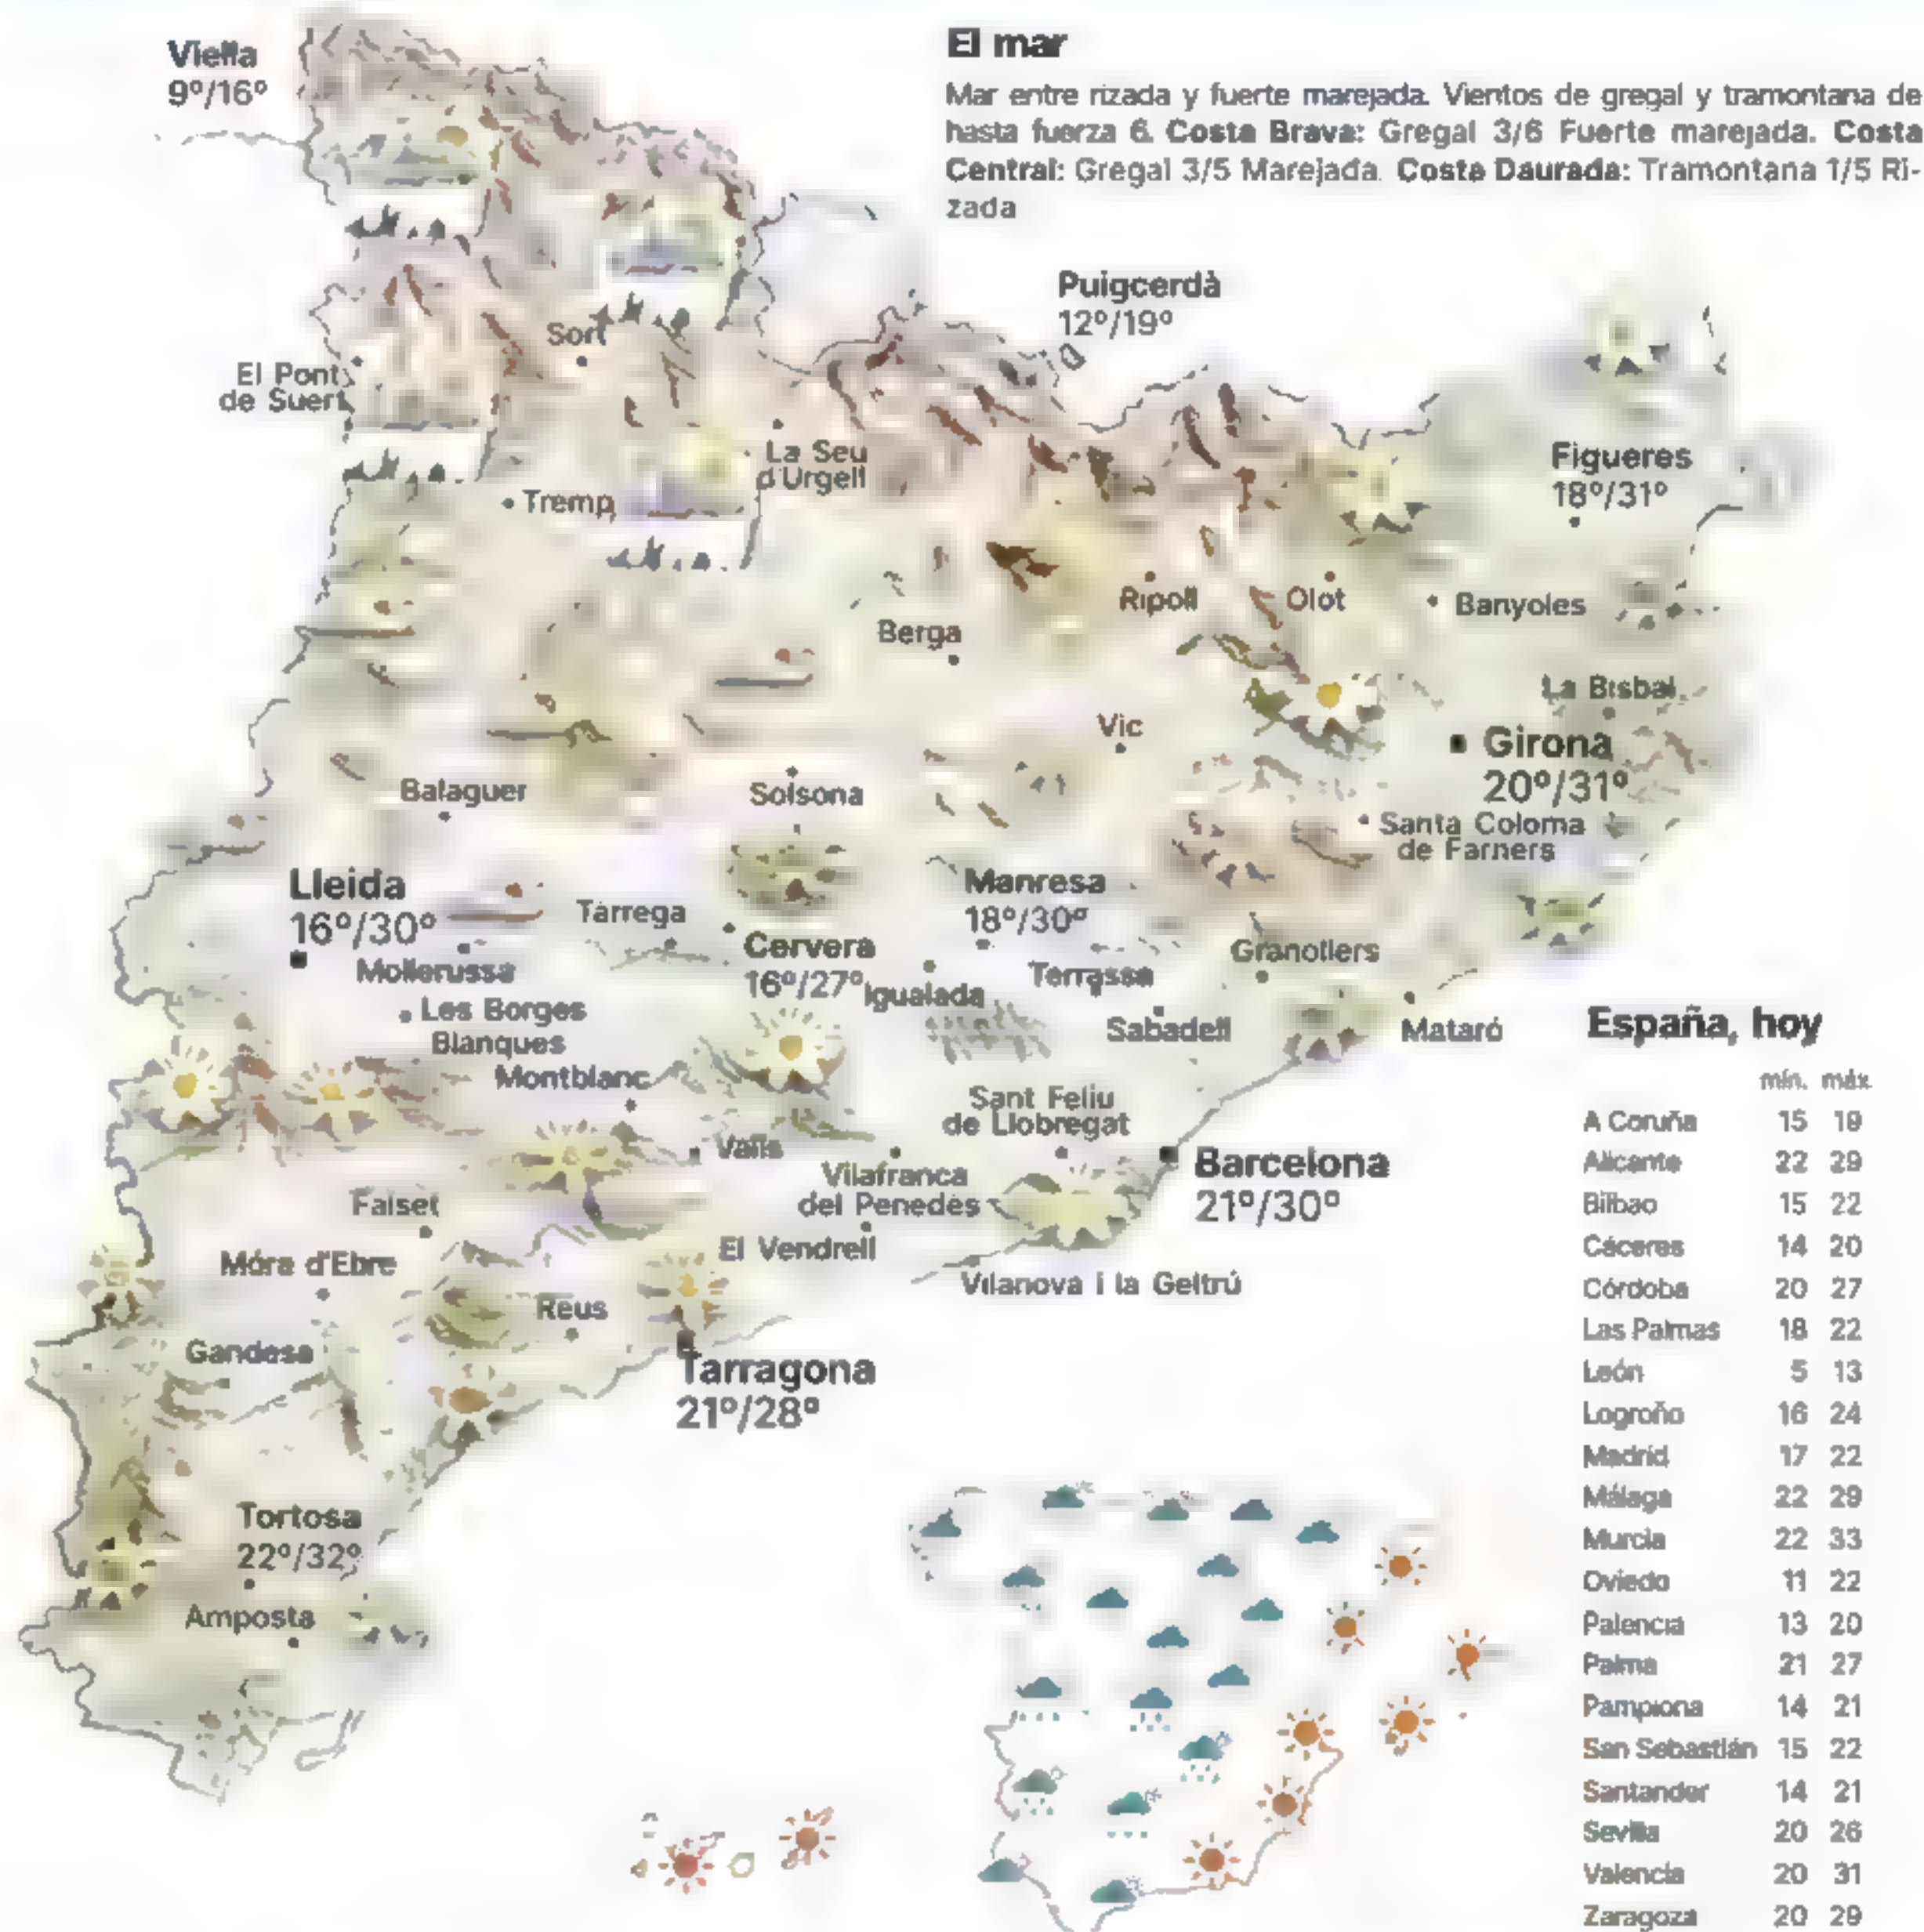 Viella
9º/16º
El mar
Mar entre rizada y fuerte marejada. Vientos de gregal y tramontana de
hasta fuerza 6. Costa Brava: Gregal 3/6 Fuerte marejada. Costa
Central: Gregal 3/5 Marejada. Costa Daurada: Tramontana 1/5 Ri-
zada
Puigcerdà
12º/19º
Sort
El Pont
de Suert
La Seu
d'Urgell
Tremp
Figueres
18º/31º
Ripoll
Olot
Banyoles
Berga
La Bisbal
Vic
Girona
20º/31º
Balaguer
Solsona
Santa Coloma
de Farners
Lleida
16º/30º
Tàrrega
Manresa
18º/30º
Cervera
16º/27º
Granollers
Mollerussa
Igualada
Terrassa
Les Borges
Blanques
Sabadell
Mataró
Montblanc
Sant Feliu
de Llobregat
Valls
Vilafranca
del Penedès
Barcelona
21º/30º
Falset
El Vendrell
Móra d'Ebre
Vilanova i la Geltrú
Reus
Gandesa
Tarragona
21º/28º
Tortosa
22º/32º
Amposta
España, hoy
mín. máx.
A Coruña 15 19
Alicante 22 29
Bilbao 15 22
Cáceres 14 20
Córdoba 20 27
Las Palmas 18 22
León 5 13
Logroño 16 24
Madrid 17 22
Málaga 22 29
Murcia 22 33
Oviedo 11 22
Palencia 13 20
Palma 21 27
Pamplona 14 21
San Sebastián 15 22
Santander 14 21
Sevilla 20 26
Valencia 20 31
Zaragoza 20 29